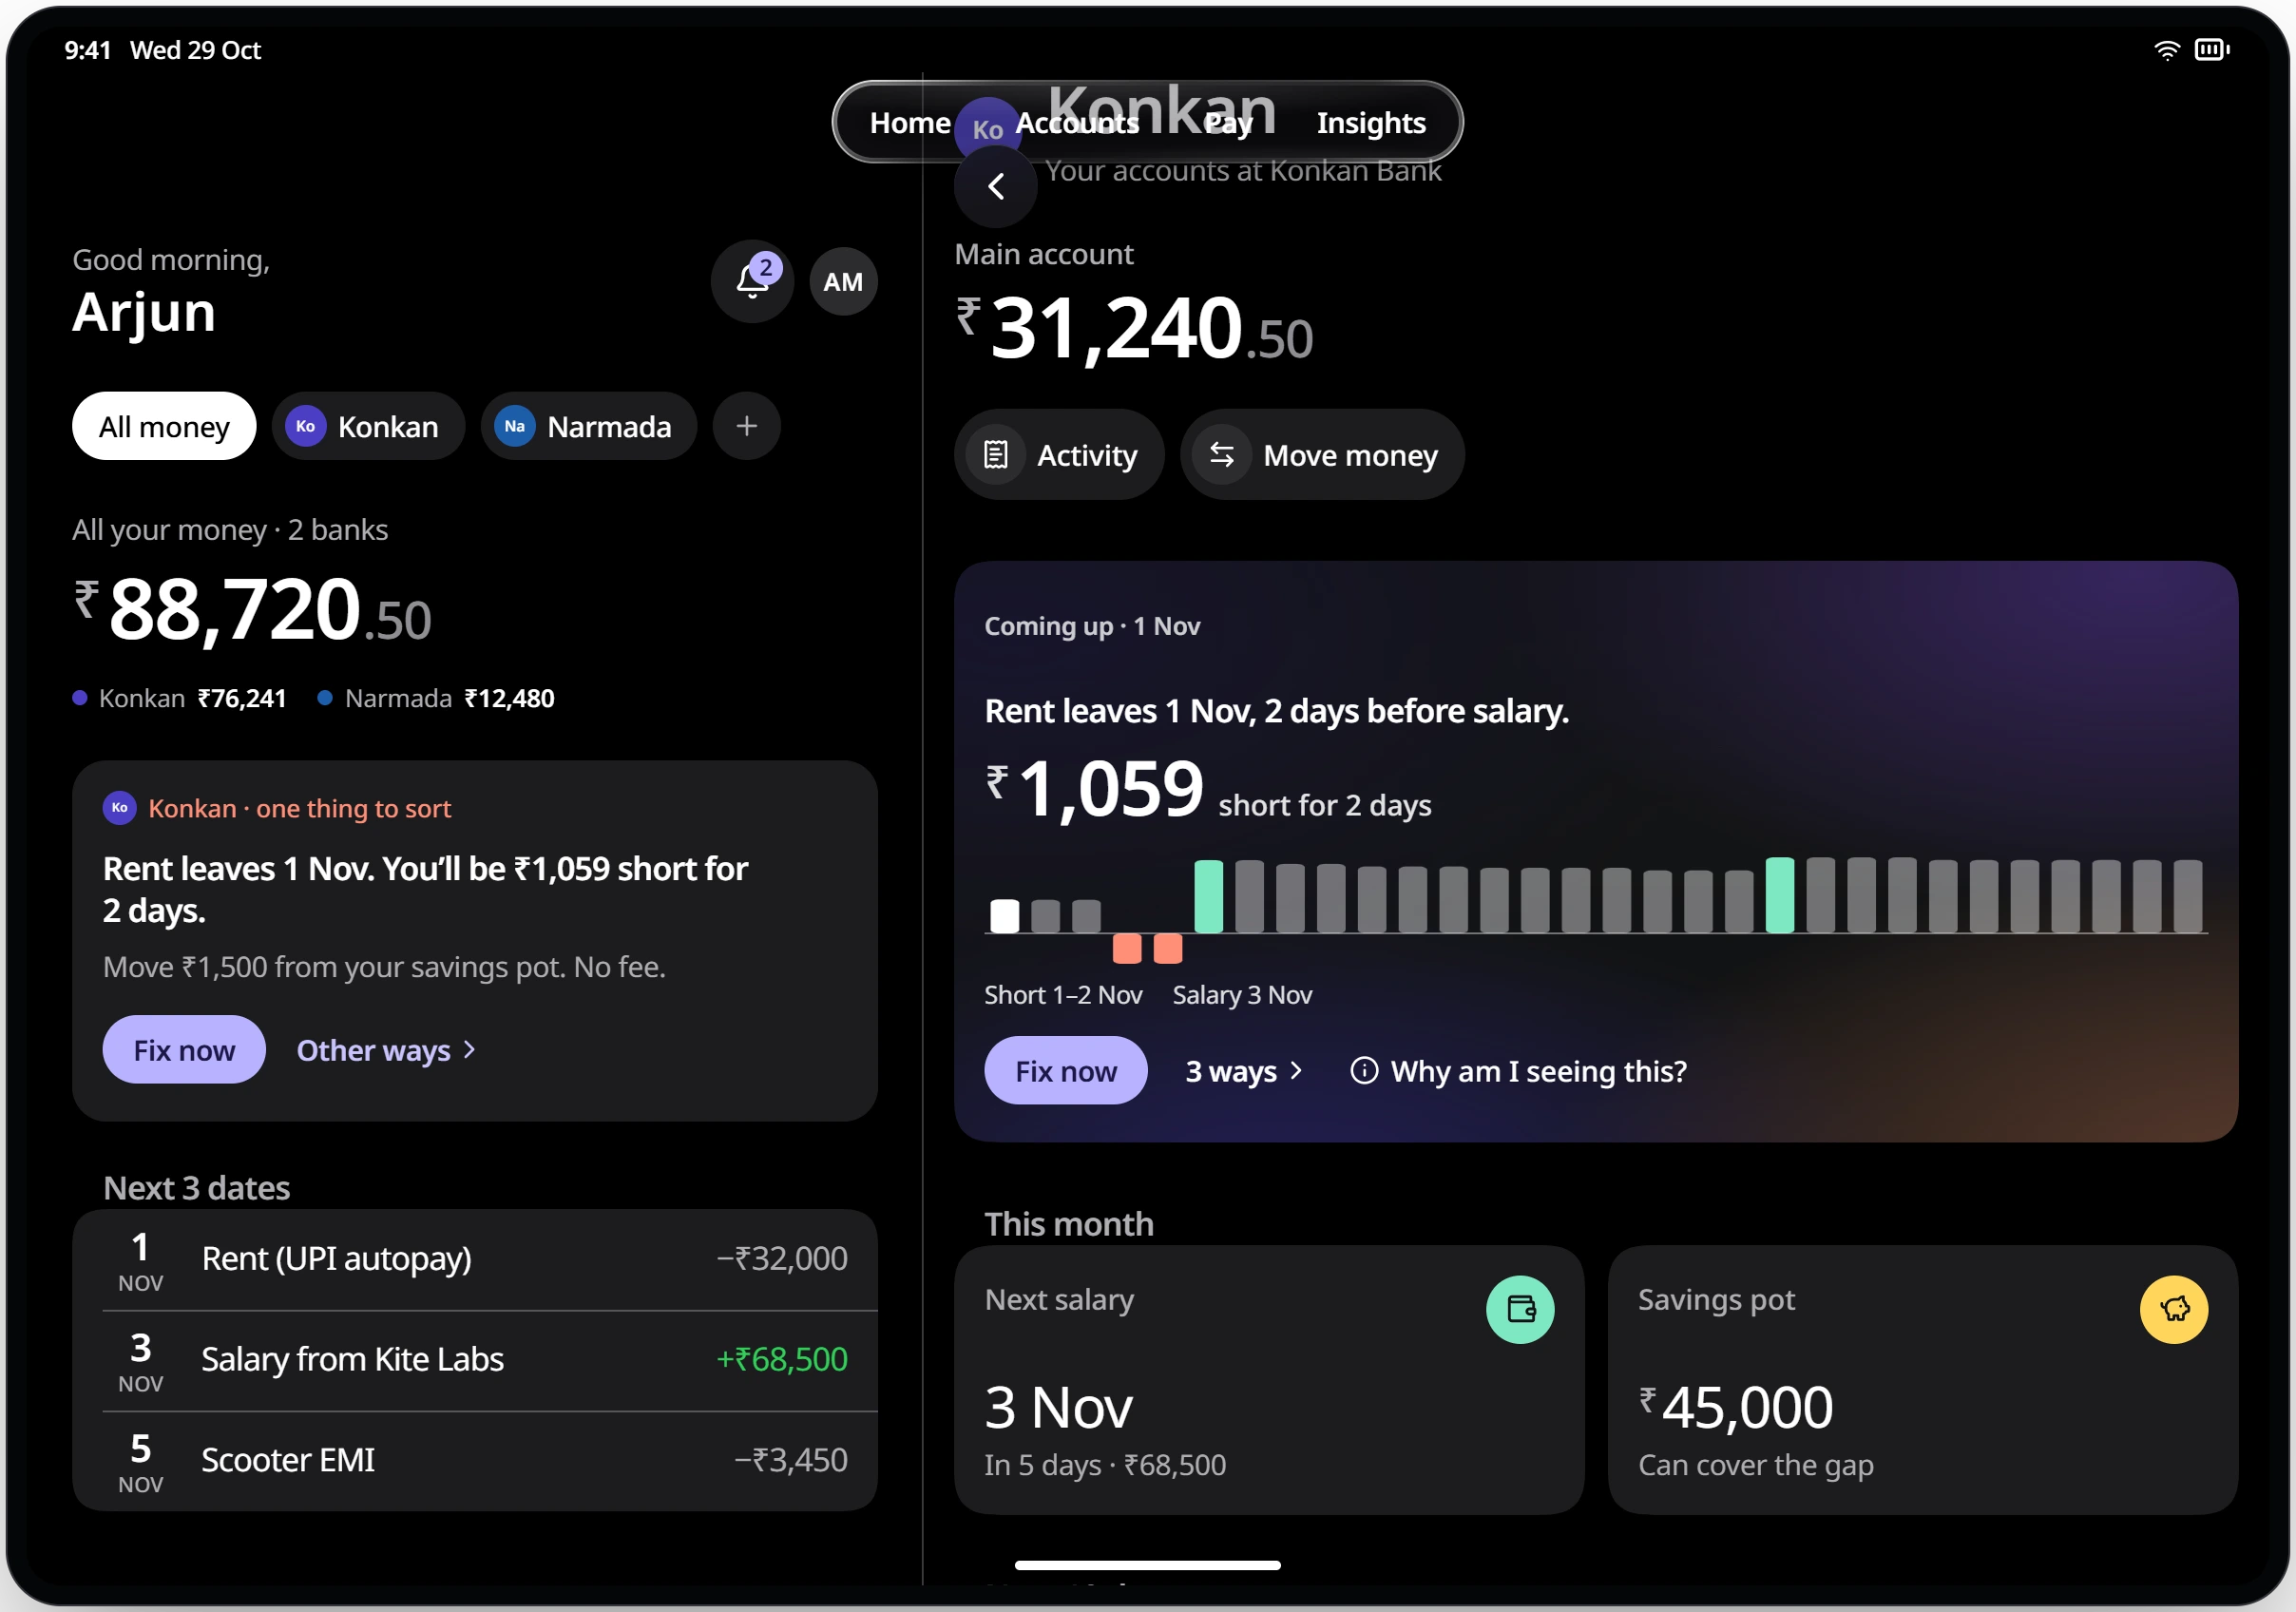 9:41 Wed 29 Oct
Home Accounts Pay Insights
Ko Konkan
Your accounts at Konkan Bank
Good morning,
Arjun
2
AM
All money
Ko Konkan
Na Narmada
All your money · 2 banks
₹88,720.50
Konkan ₹76,241 Narmada ₹12,480
Ko Konkan · one thing to sort
Rent leaves 1 Nov. You’ll be ₹1,059 short for
2 days.
Move ₹1,500 from your savings pot. No fee.
Fix now Other ways
Next 3 dates
1 NOV Rent (UPI autopay) −₹32,000
3 NOV Salary from Kite Labs +₹68,500
5 NOV Scooter EMI −₹3,450
Main account
₹31,240.50
Activity Move money
Coming up · 1 Nov
Rent leaves 1 Nov, 2 days before salary.
₹1,059 short for 2 days
Short 1–2 Nov Salary 3 Nov
Fix now 3 ways Why am I seeing this?
This month
Next salary
3 Nov
In 5 days · ₹68,500
Savings pot
₹45,000
Can cover the gap